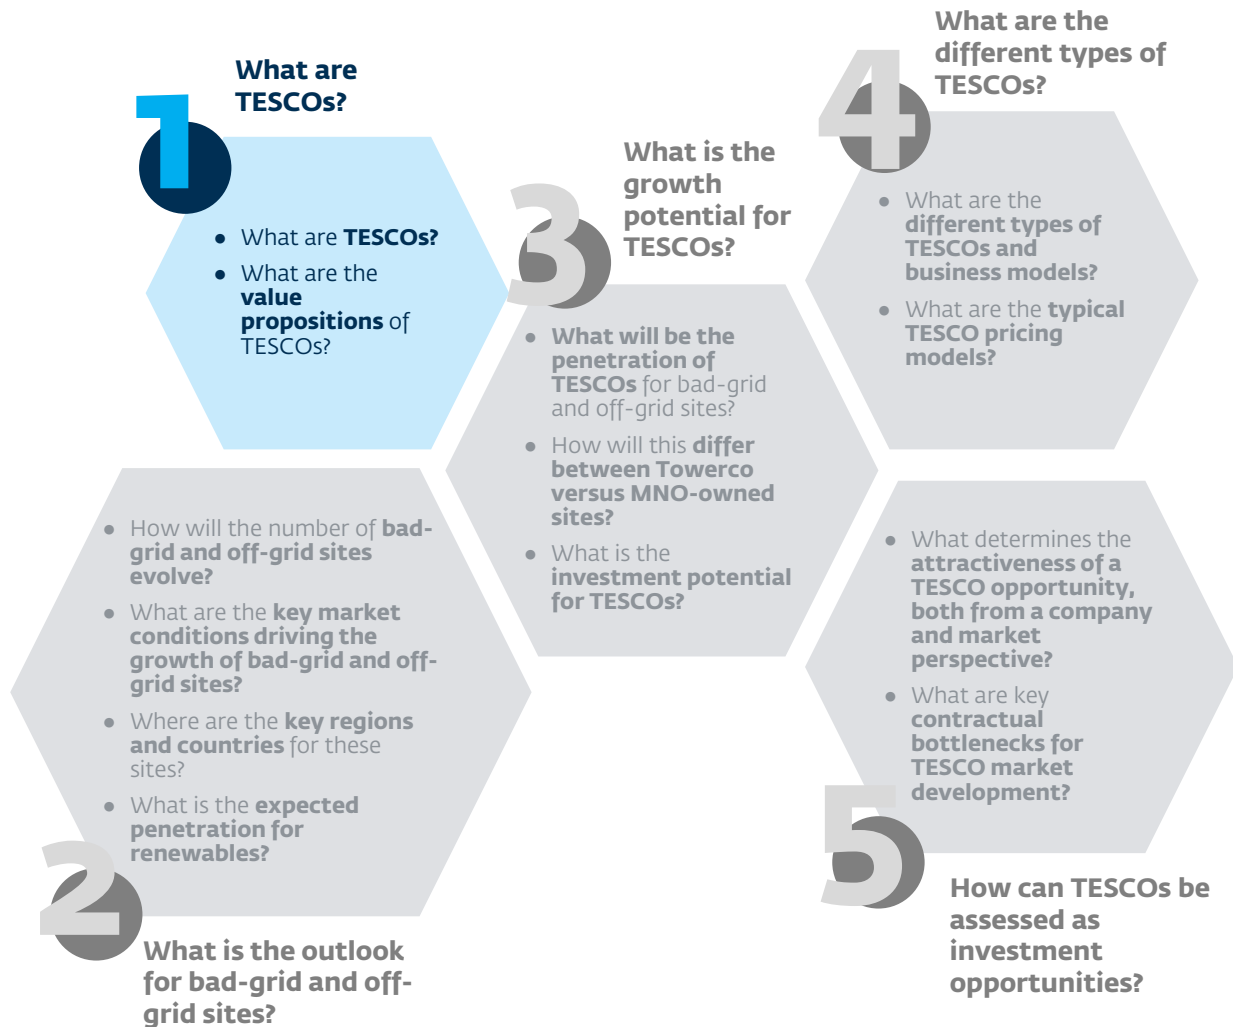 1
What are
TESCOs?
• What are TESCOs?
• What are the
value
propositions of
TESCOs?
2
• How will the number of bad-
grid and off-grid sites
evolve?
• What are the key market
conditions driving the
growth of bad-grid and off-
grid sites?
• Where are the key regions
and countries for these
sites?
• What is the expected
penetration for
renewables?
What is the outlook
for bad-grid and off-
grid sites?
3
What is the
growth
potential for
TESCOs?
• What will be the
penetration of
TESCOs for bad-grid
and off-grid sites?
• How will this differ
between Towerco
versus MNO-owned
sites?
• What is the
investment potential
for TESCOs?
4
What are the
different types of
TESCOs?
• What are the
different types of
TESCOs and
business models?
• What are the typical
TESCO pricing
models?
5
• What determines the
attractiveness of a
TESCO opportunity,
both from a company
and market
perspective?
• What are key
contractual
bottlenecks for
TESCO market
development?
How can TESCOs be
assessed as
investment
opportunities?